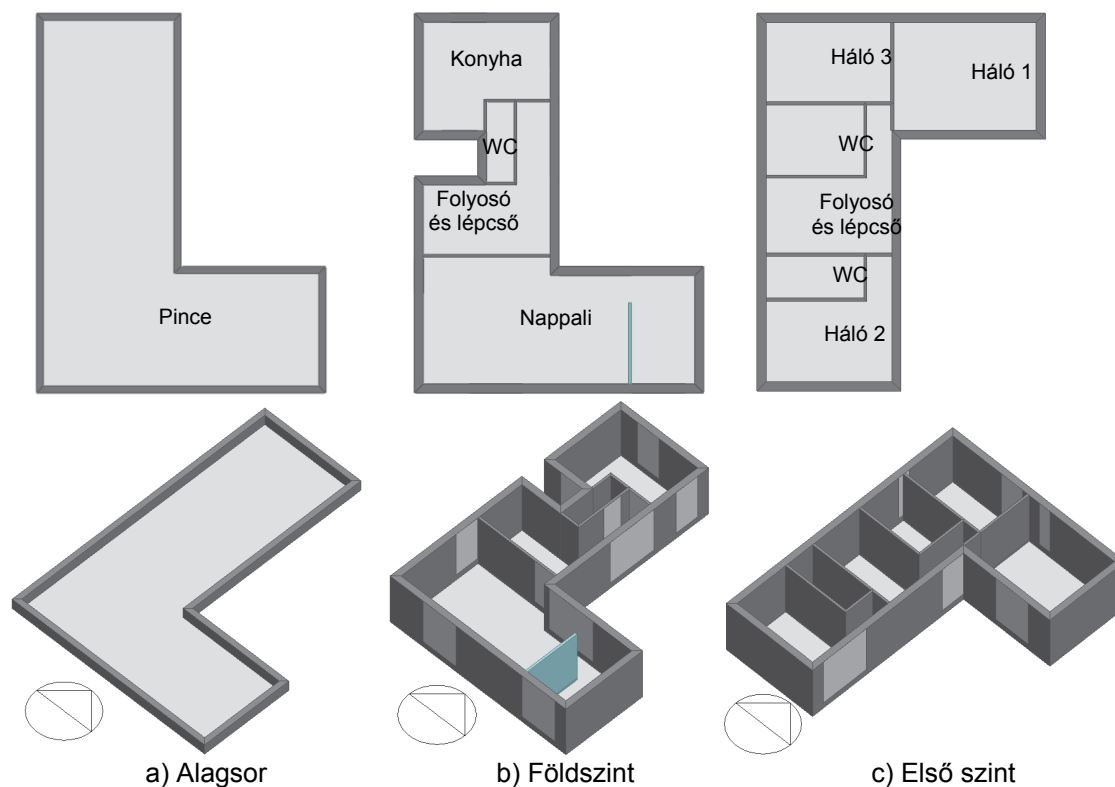 Konyha
WC
Folyosó
és lépcső
Nappali
Pince
Háló 3
Háló 1
WC
Folyosó
és lépcső
WC
Háló 2
a) Alagsor
b) Földszint
c) Első szint